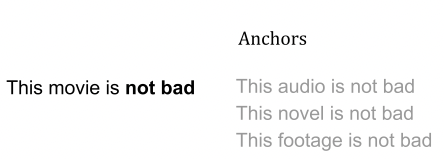 Anchors
This movie is not bad
This audio is not bad
This novel is not bad
This footage is not bad